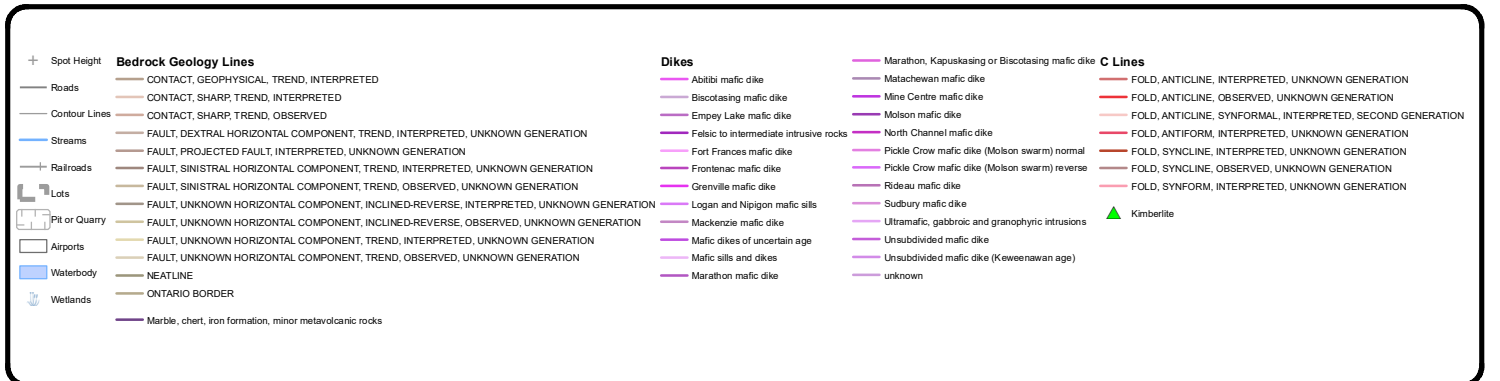 Spot Height
Roads
Contour Lines
Streams
Railroads
Lots
Pit or Quarry
Airports
Waterbody
Wetlands
Bedrock Geology Lines
CONTACT, GEOPHYSICAL, TREND, INTERPRETED
CONTACT, SHARP, TREND, INTERPRETED
CONTACT, SHARP, TREND, OBSERVED
FAULT, DEXTRAL HORIZONTAL COMPONENT, TREND, INTERPRETED, UNKNOWN GENERATION
FAULT, PROJECTED FAULT, INTERPRETED, UNKNOWN GENERATION
FAULT, SINISTRAL HORIZONTAL COMPONENT, TREND, INTERPRETED, UNKNOWN GENERATION
FAULT, SINISTRAL HORIZONTAL COMPONENT, TREND, OBSERVED, UNKNOWN GENERATION
FAULT, UNKNOWN HORIZONTAL COMPONENT, INCLINED-REVERSE, INTERPRETED, UNKNOWN GENERATION
FAULT, UNKNOWN HORIZONTAL COMPONENT, INCLINED-REVERSE, OBSERVED, UNKNOWN GENERATION
FAULT, UNKNOWN HORIZONTAL COMPONENT, TREND, INTERPRETED, UNKNOWN GENERATION
FAULT, UNKNOWN HORIZONTAL COMPONENT, TREND, OBSERVED, UNKNOWN GENERATION
NEATLINE
ONTARIO BORDER
Marble, chert, iron formation, minor metavolcanic rocks
Dikes
Abitibi mafic dike
Biscotasing mafic dike
Empey Lake mafic dike
Felsic to intermediate intrusive rocks
Fort Frances mafic dike
Frontenac mafic dike
Grenville mafic dike
Logan and Nipigon mafic sills
Mackenzie mafic dike
Mafic dikes of uncertain age
Mafic sills and dikes
Marathon mafic dike
Marathon, Kapuskasing or Biscotasing mafic dike
Matachewan mafic dike
Mine Centre mafic dike
Molson mafic dike
North Channel mafic dike
Pickle Crow mafic dike (Molson swarm) normal
Pickle Crow mafic dike (Molson swarm) reverse
Rideau mafic dike
Sudbury mafic dike
Ultramafic, gabbroic and granophyric intrusions
Unsubdivided mafic dike
Unsubdivided mafic dike (Keweenawan age)
unknown
C Lines
FOLD, ANTICLINE, INTERPRETED, UNKNOWN GENERATION
FOLD, ANTICLINE, OBSERVED, UNKNOWN GENERATION
FOLD, ANTICLINE, SYNFORMAL, INTERPRETED, SECOND GENERATION
FOLD, ANTIFORM, INTERPRETED, UNKNOWN GENERATION
FOLD, SYNCLINE, INTERPRETED, UNKNOWN GENERATION
FOLD, SYNCLINE, OBSERVED, UNKNOWN GENERATION
FOLD, SYNFORM, INTERPRETED, UNKNOWN GENERATION
Kimberlite